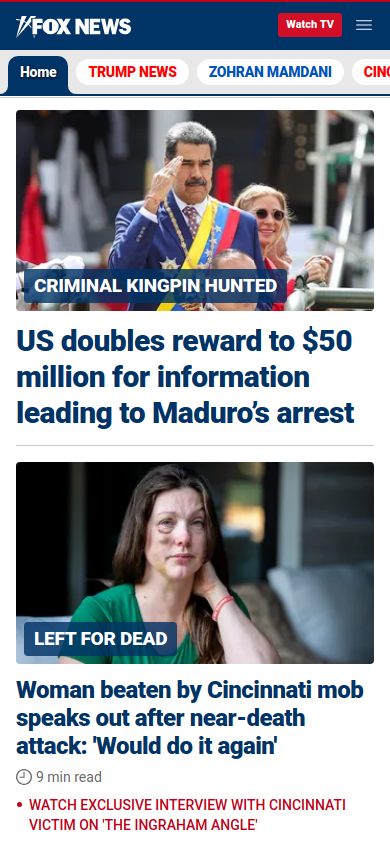 FOX NEWS
Watch TV
Home
TRUMP NEWS
ZOHRAN MAMDANI
CINC
CRIMINAL KINGPIN HUNTED
US doubles reward to $50
million for information
leading to Maduro’s arrest
LEFT FOR DEAD
Woman beaten by Cincinnati mob
speaks out after near-death
attack: 'Would do it again'
9 min read
WATCH EXCLUSIVE INTERVIEW WITH CINCINNATI
VICTIM ON 'THE INGRAHAM ANGLE'